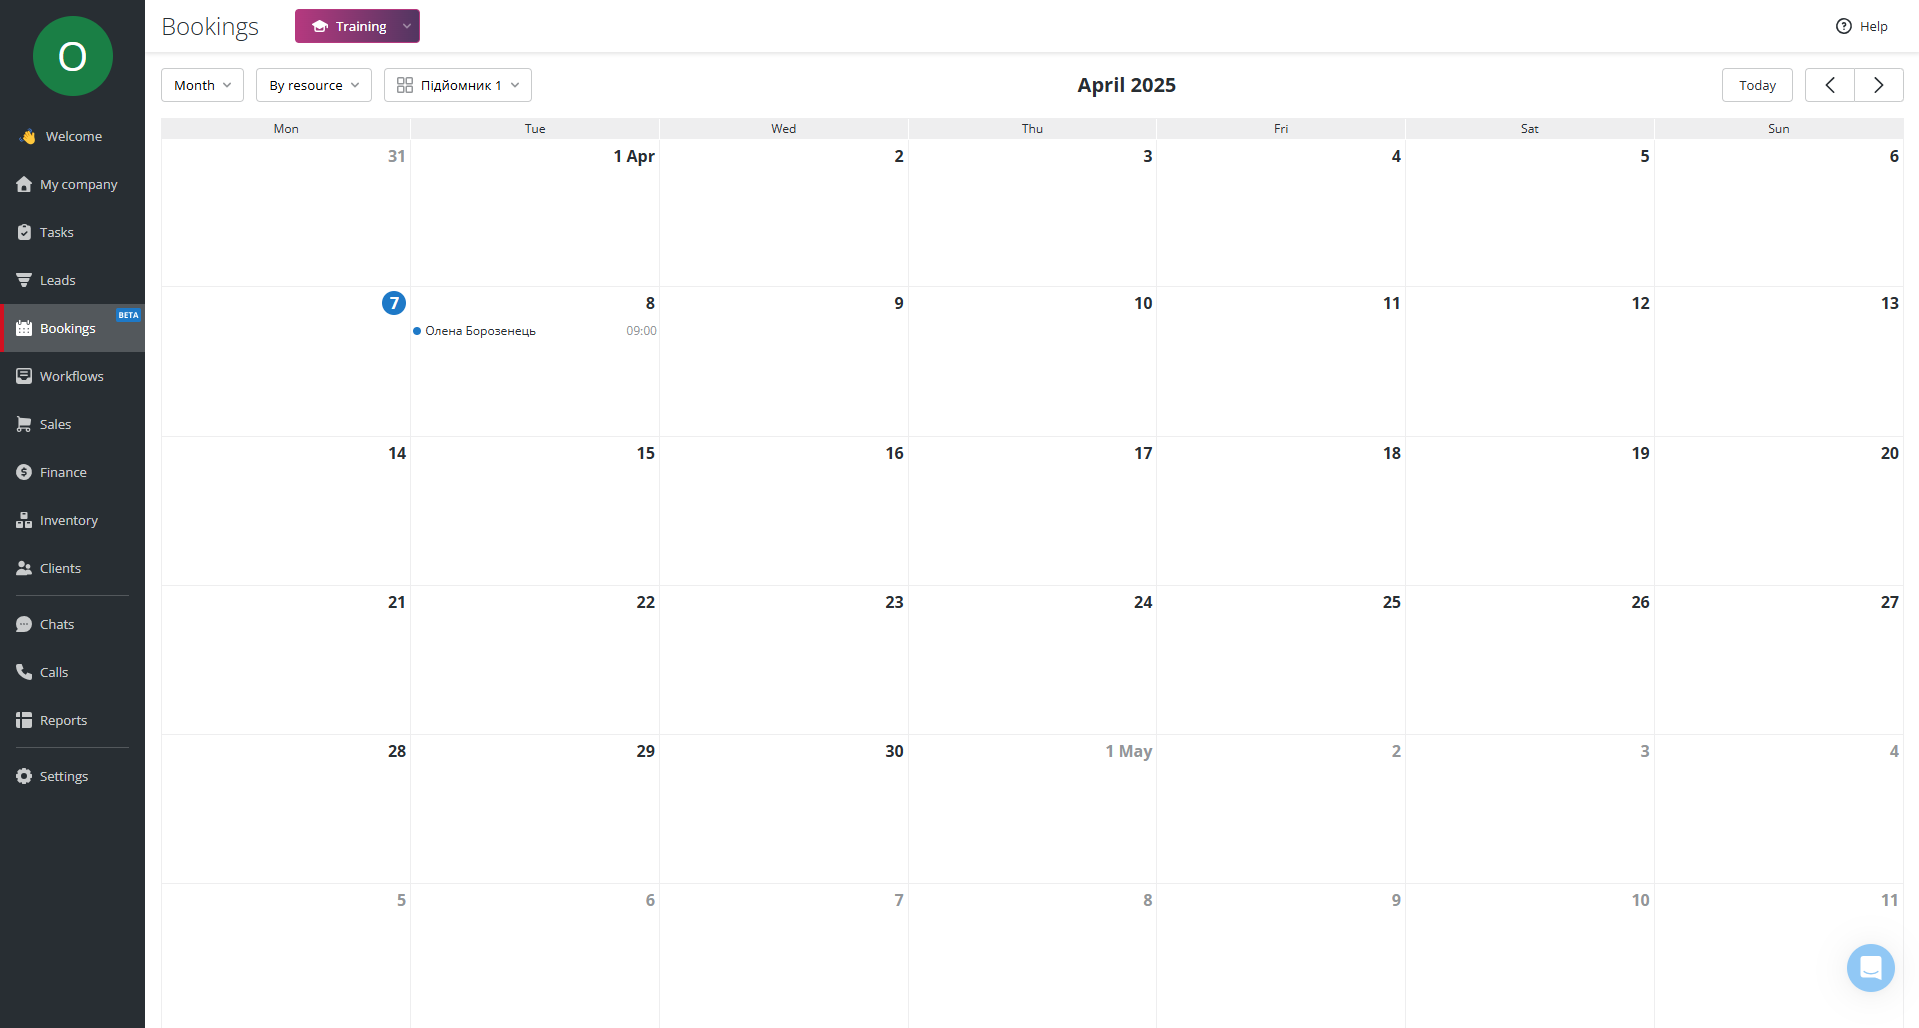 O
Welcome
My company
Tasks
Leads
Bookings BETA
Workflows
Sales
Finance
Inventory
Clients
Chats
Calls
Reports
Settings
Bookings Training Help
Month By resource Підйомник 1 April 2025 Today
Mon Tue Wed Thu Fri Sat Sun
31 1 Apr 2 3 4 5 6
7 8 9 10 11 12 13
Олена Борозенець 09:00
14 15 16 17 18 19 20
21 22 23 24 25 26 27
28 29 30 1 May 2 3 4
5 6 7 8 9 10 11